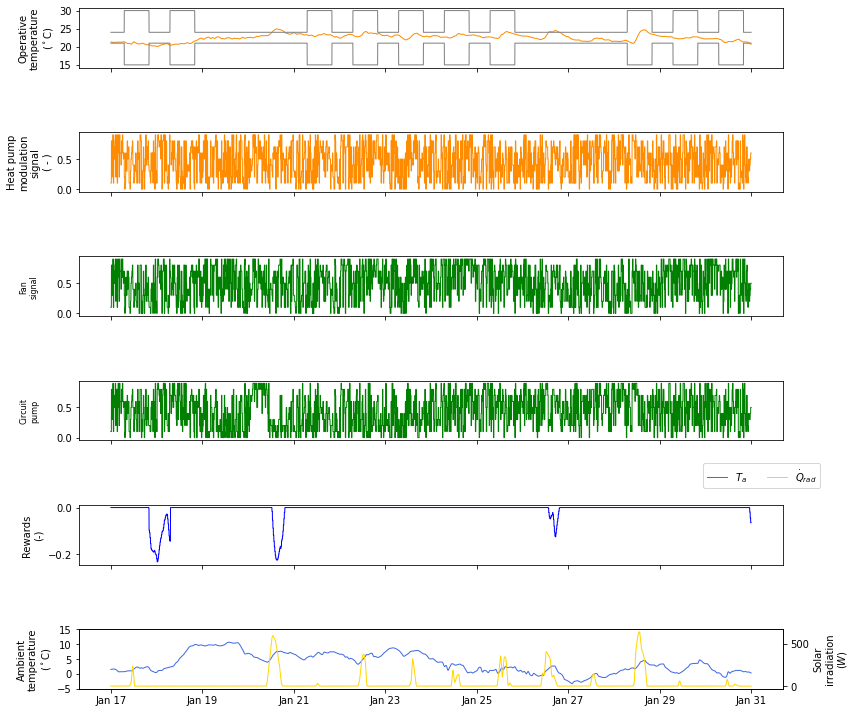 Operative
temperature
(°C)
30
25
20
15
Heat pump
modulation
signal
( - )
0.5
0.0
Fan
signal
0.5
0.0
Circuit
pump
0.5
0.0
T_a Q̇_rad
Rewards
(-)
0.0
−0.2
Ambient
temperature
(°C)
15
10
5
0
−5
500
0
Solar
irradiation
(W)
Jan 17 Jan 19 Jan 21 Jan 23 Jan 25 Jan 27 Jan 29 Jan 31